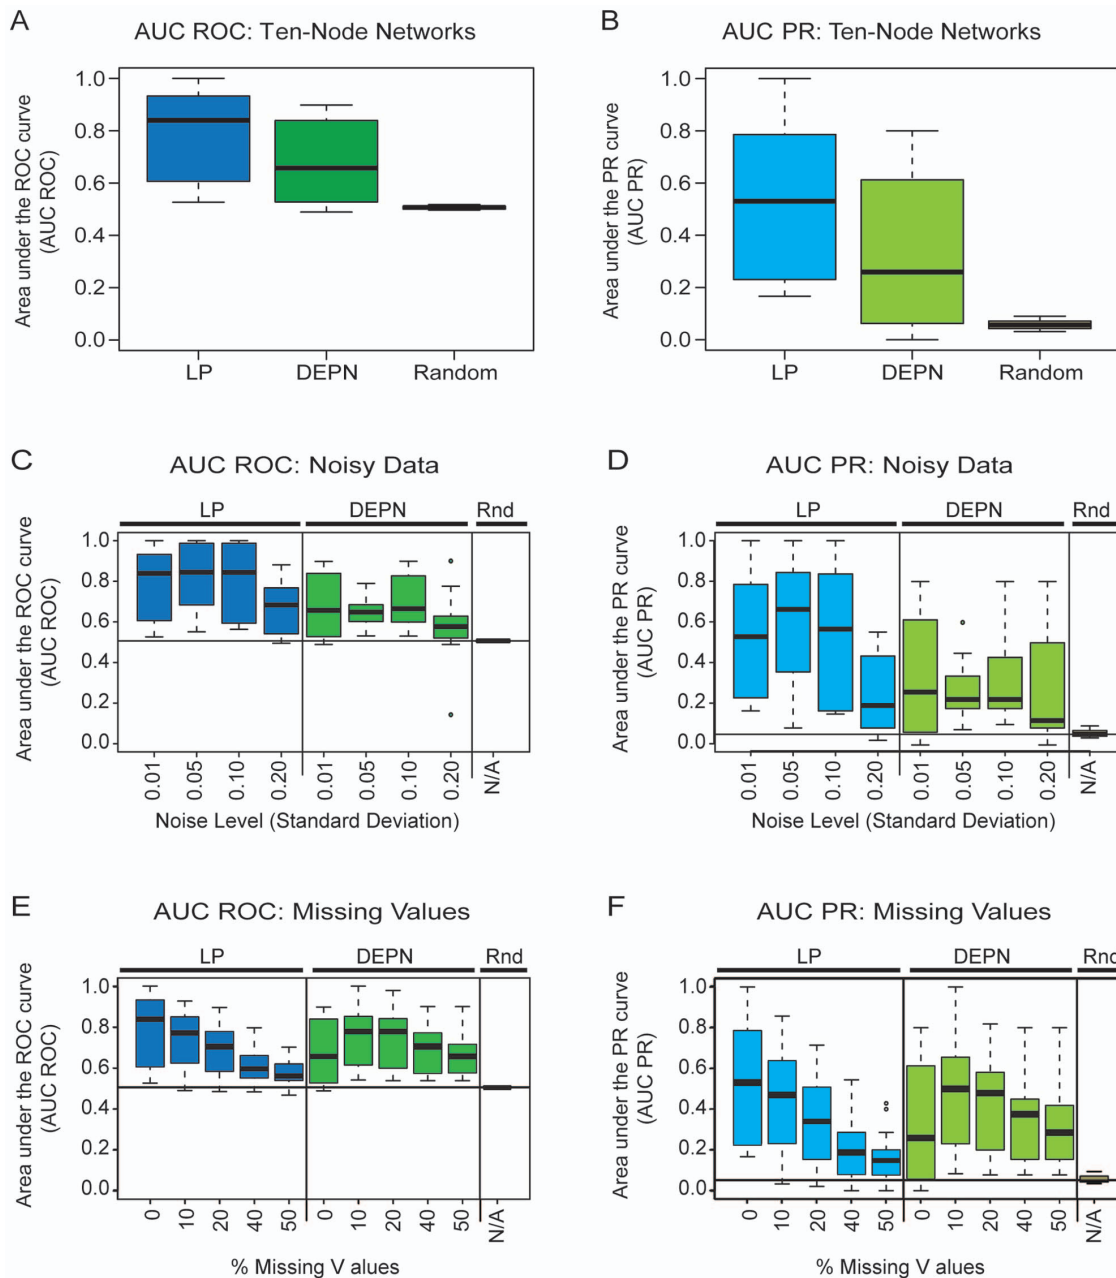 A
AUC ROC: Ten-Node Networks
Area under the ROC curve
(AUC ROC)
1.0
0.8
0.6
0.4
0.2
0.0
LP
DEPN
Random
B
AUC PR: Ten-Node Networks
Area under the PR curve
(AUC PR)
1.0
0.8
0.6
0.4
0.2
0.0
LP
DEPN
Random
C
AUC ROC: Noisy Data
LP
DEPN
Rnd
Area under the ROC curve
(AUC ROC)
1.0
0.8
0.6
0.4
0.2
0.0
0.01
0.05
0.10
0.20
0.01
0.05
0.10
0.20
N/A
Noise Level (Standard Deviation)
D
AUC PR: Noisy Data
LP
DEPN
Rnd
Area under the PR curve
(AUC PR)
1.0
0.8
0.6
0.4
0.2
0.0
0.01
0.05
0.10
0.20
0.01
0.05
0.10
0.20
N/A
Noise Level (Standard Deviation)
E
AUC ROC: Missing Values
LP
DEPN
Rnd
Area under the ROC curve
(AUC ROC)
1.0
0.8
0.6
0.4
0.2
0.0
0
10
20
40
50
0
10
20
40
50
N/A
% Missing V alues
F
AUC PR: Missing Values
LP
DEPN
Rnd
Area under the PR curve
(AUC PR)
1.0
0.8
0.6
0.4
0.2
0.0
0
10
20
40
50
0
10
20
40
50
N/A
% Missing V alues